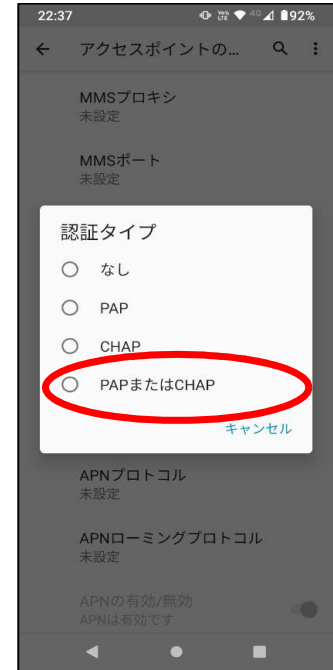 22:37
4G
92%
アクセスポイントの...
MMSプロキシ
未設定
MMSポート
未設定
認証タイプ
なし
PAP
CHAP
PAPまたはCHAP
キャンセル
APNプロトコル
未設定
APNローミングプロトコル
未設定
APNの有効/無効
APNは有効です